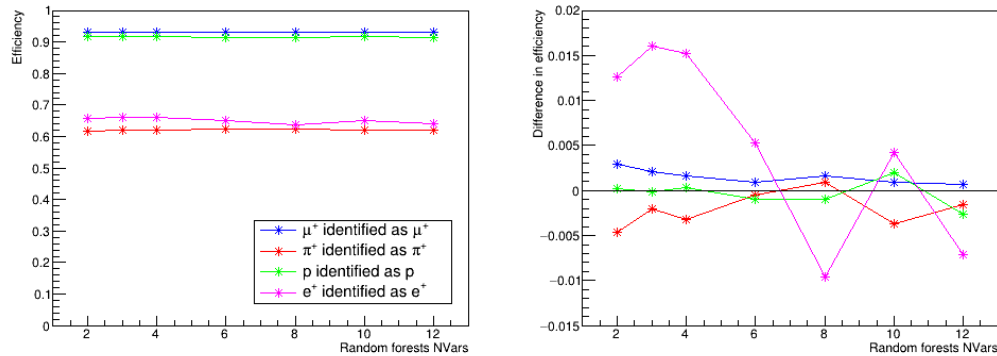 Efficiency
1
0.9
0.8
0.7
0.6
0.5
0.4
0.3
0.2
0.1
0
μ⁺ identified as μ⁺
π⁺ identified as π⁺
p identified as p
e⁺ identified as e⁺
2 4 6 8 10 12
Random forests NVars
Difference in efficiency
0.02
0.015
0.01
0.005
0
−0.005
−0.01
−0.015
2 4 6 8 10 12
Random forests NVars